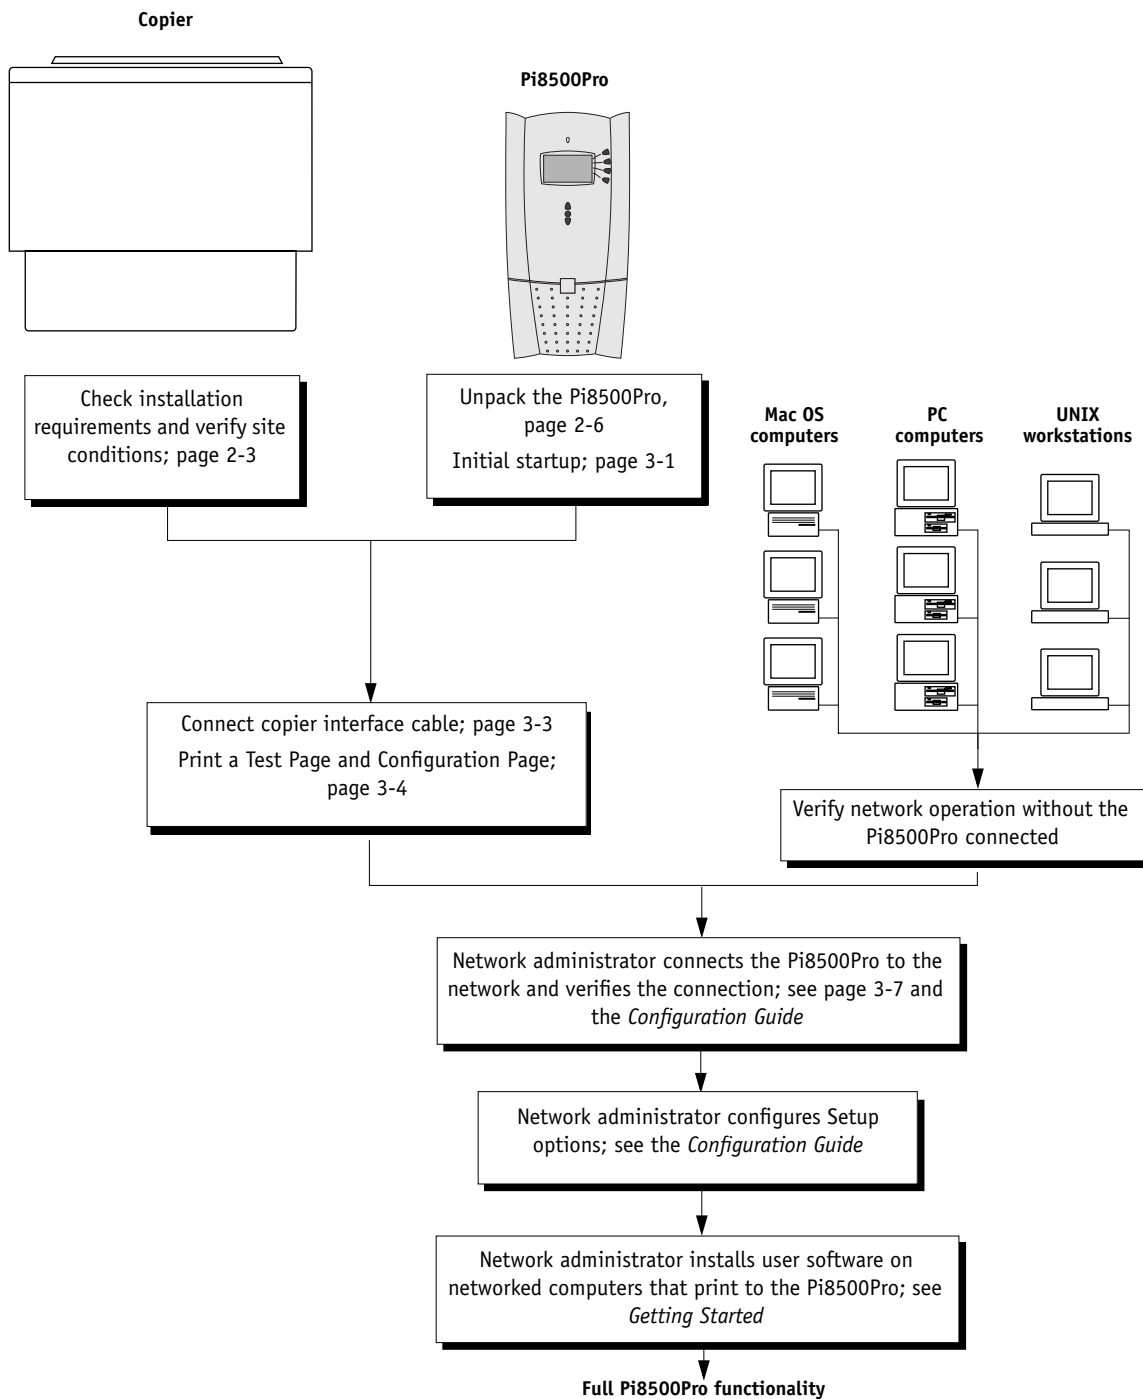 Copier
Pi8500Pro
Check installation
requirements and verify site
conditions; page 2-3
Unpack the Pi8500Pro,
page 2-6
Initial startup; page 3-1
Mac OS
computers
PC
computers
UNIX
workstations
Connect copier interface cable; page 3-3
Print a Test Page and Configuration Page;
page 3-4
Verify network operation without the
Pi8500Pro connected
Network administrator connects the Pi8500Pro to the
network and verifies the connection; see page 3-7 and
the Configuration Guide
Network administrator configures Setup
options; see the Configuration Guide
Network administrator installs user software on
networked computers that print to the Pi8500Pro; see
Getting Started
Full Pi8500Pro functionality